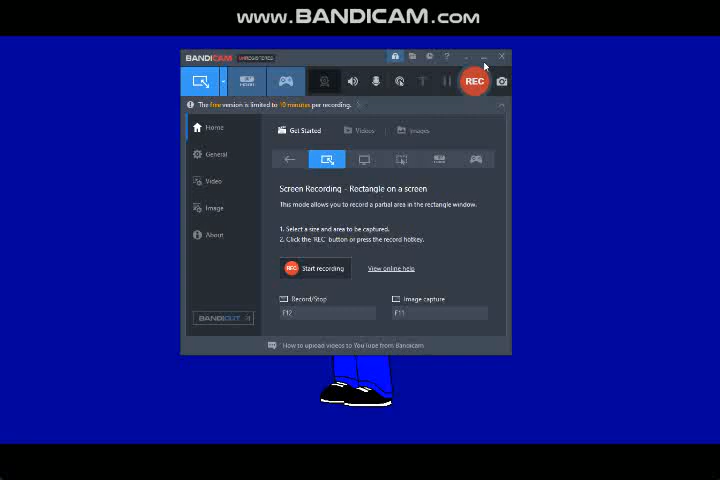 www.BANDICAM.com
BANDICAM UNREGISTERED
REC
The free version is limited to 10 minutes per recording.
Home
Get Started
Videos
Images
General
Video
Image
About
Screen Recording - Rectangle on a screen
This mode allows you to record a partial area in the rectangle window.
1. Select a size and area to be captured.
2. Click the 'REC' button or press the record hotkey.
REC Start recording
View online help
Record/Stop
Image capture
F12
F11
BANDICUT
How to upload videos to YouTube from Bandicam